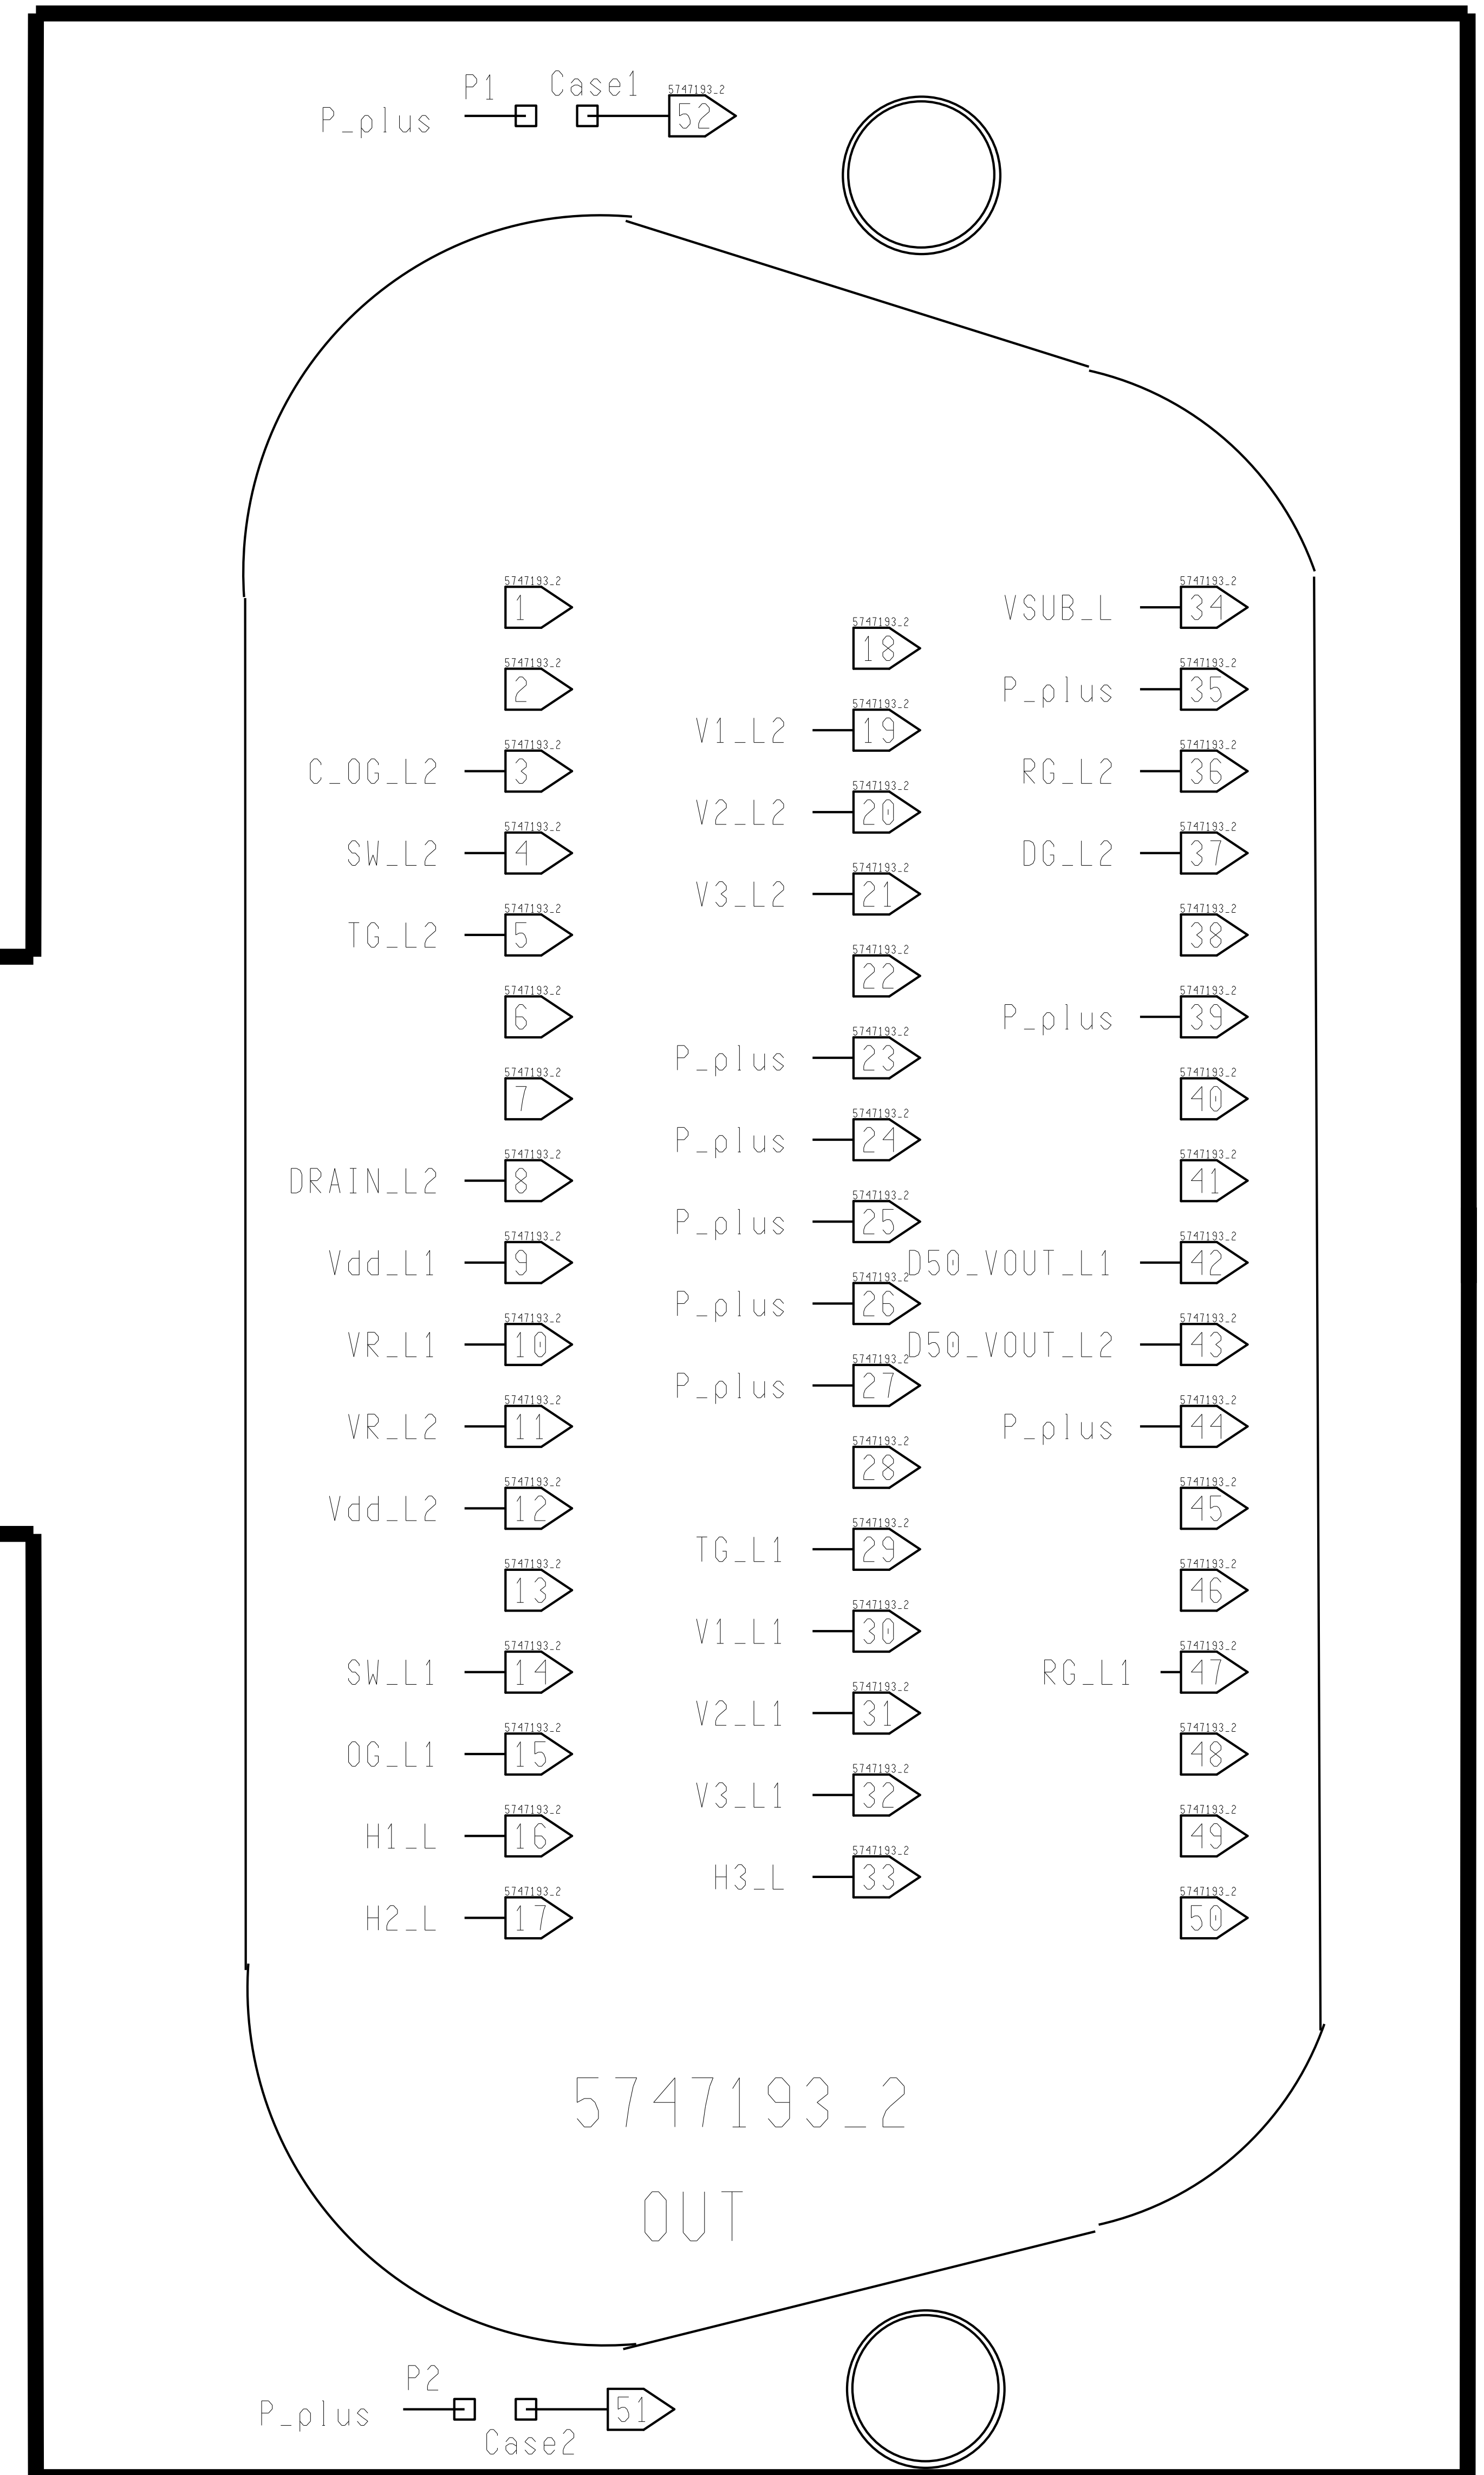 P1 Case1 5747193_2
P_plus 52
5747193_2
1
5747193_2
2
5747193_2
C_OG_L2 3
5747193_2
SW_L2 4
5747193_2
TG_L2 5
5747193_2
6
5747193_2
7
5747193_2
DRAIN_L2 8
5747193_2
Vdd_L1 9
5747193_2
VR_L1 10
5747193_2
VR_L2 11
5747193_2
Vdd_L2 12
5747193_2
13
5747193_2
SW_L1 14
5747193_2
OG_L1 15
5747193_2
H1_L 16
5747193_2
H2_L 17
5747193_2
18
5747193_2
V1_L2 19
5747193_2
V2_L2 20
5747193_2
V3_L2 21
5747193_2
22
5747193_2
P_plus 23
5747193_2
P_plus 24
5747193_2
P_plus 25
5747193_2
P_plus 26
5747193_2
P_plus 27
5747193_2
28
5747193_2
TG_L1 29
5747193_2
V1_L1 30
5747193_2
V2_L1 31
5747193_2
V3_L1 32
5747193_2
H3_L 33
5747193_2
VSUB_L 34
5747193_2
P_plus 35
5747193_2
RG_L2 36
5747193_2
DG_L2 37
5747193_2
38
5747193_2
P_plus 39
5747193_2
40
5747193_2
41
5747193_2
D50_VOUT_L1 42
5747193_2
D50_VOUT_L2 43
5747193_2
P_plus 44
5747193_2
45
5747193_2
46
5747193_2
RG_L1 47
5747193_2
48
5747193_2
49
5747193_2
50
5747193_2
OUT
P2
P_plus 51
Case2